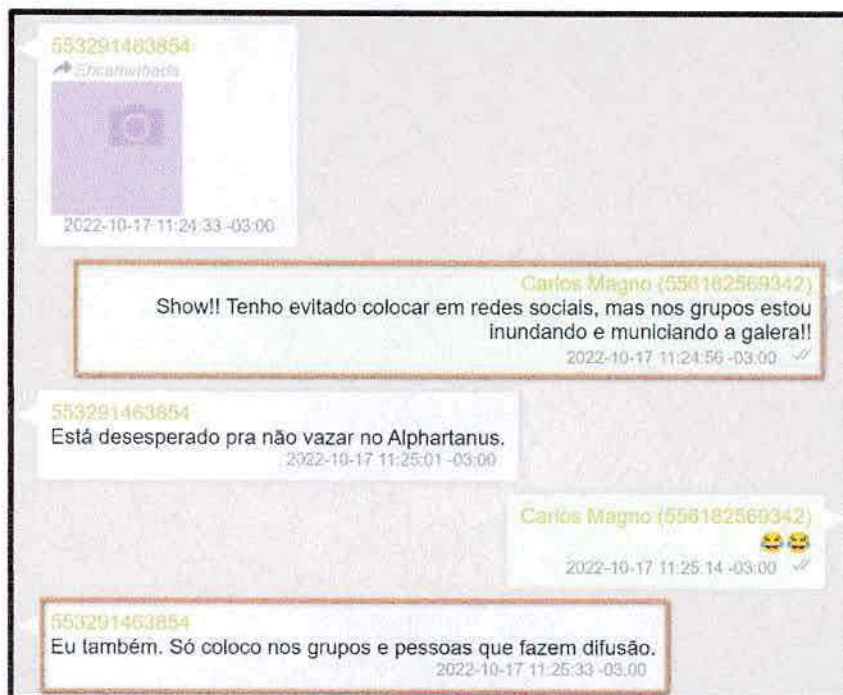 553291463854
Encaminhada
2022-10-17 11:24:33 -03:00
Carlos Magno (556182569342)
Show!! Tenho evitado colocar em redes sociais, mas nos grupos estou
inundando e municiando a galera!!
2022-10-17 11:24:56 -03:00
553291463854
Está desesperado pra não vazar no Alphartanus.
2022-10-17 11:25:01 -03:00
Carlos Magno (556182569342)
😂😂
2022-10-17 11:25:14 -03:00
553291463854
Eu também. Só coloco nos grupos e pessoas que fazem difusão.
2022-10-17 11:25:33 -03:00